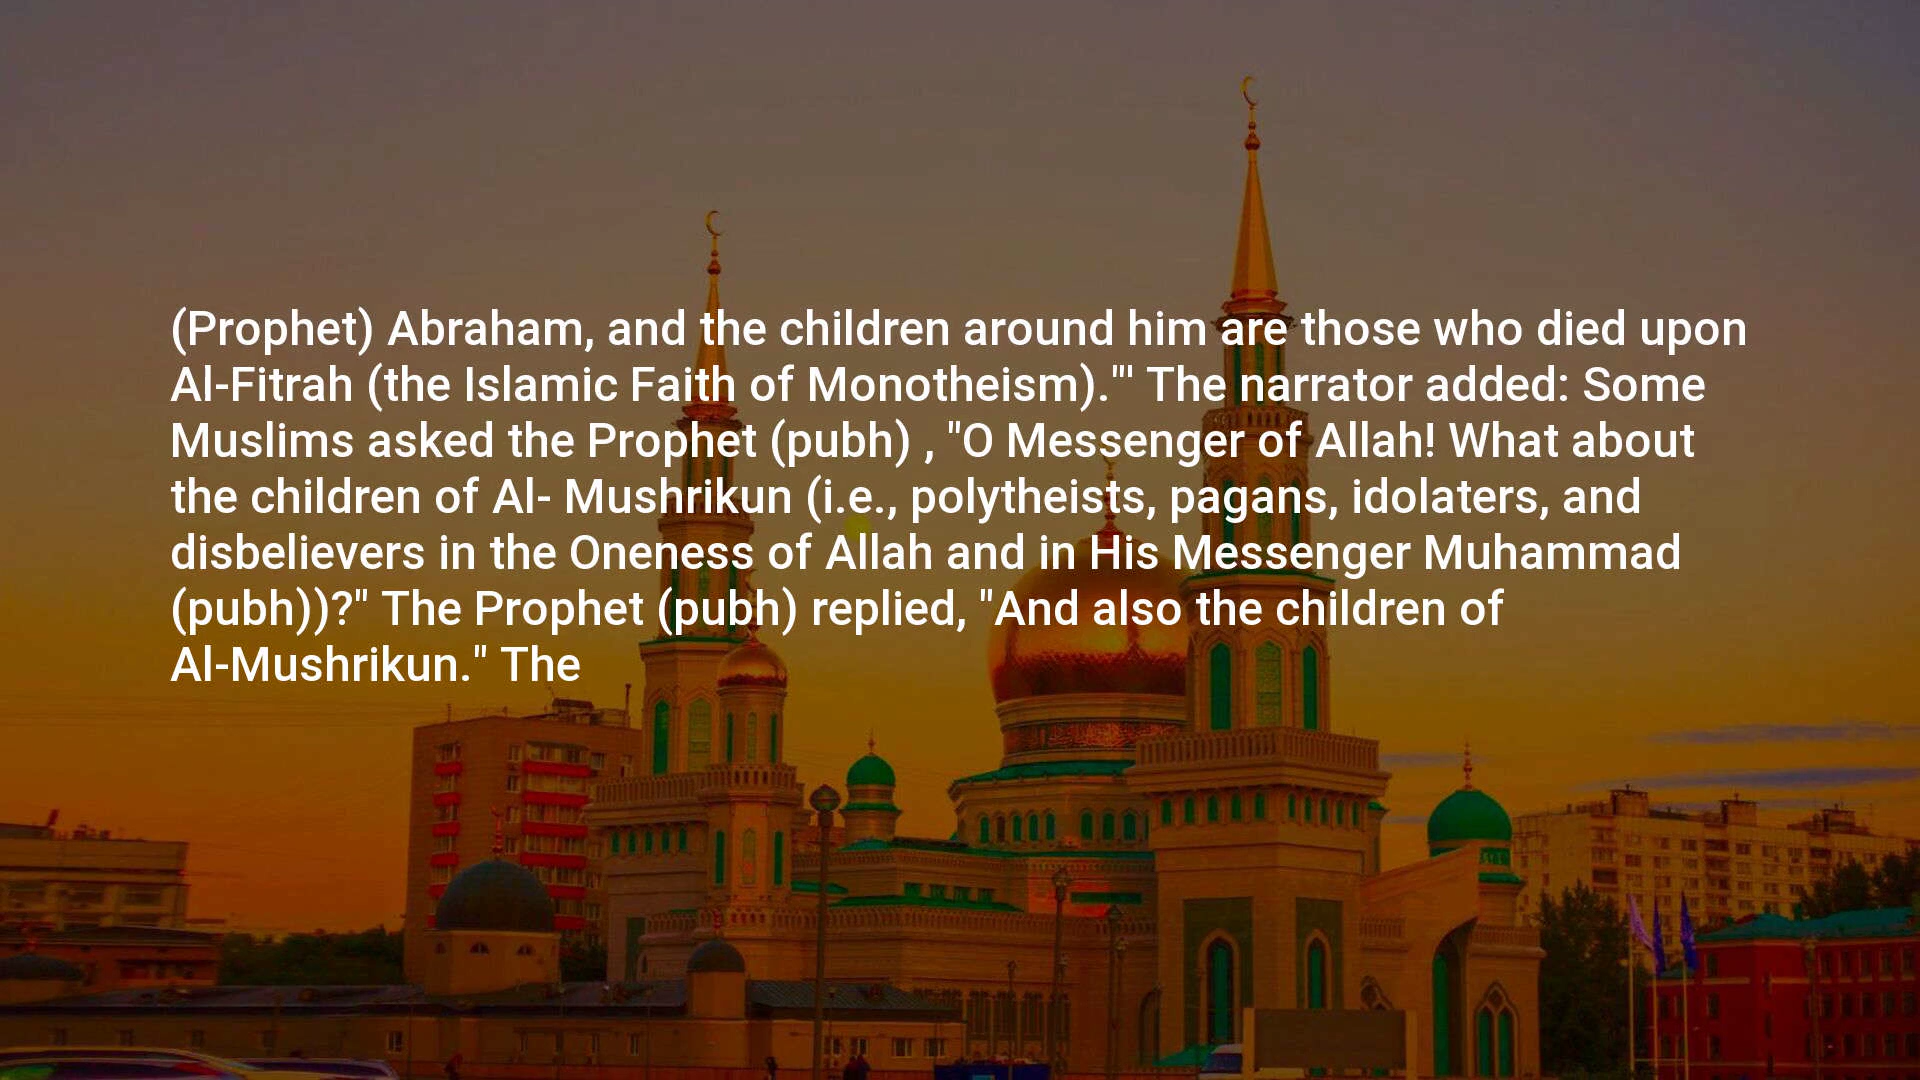 (Prophet) Abraham, and the children around him are those who died upon
Al-Fitrah (the Islamic Faith of Monotheism)."' The narrator added: Some
Muslims asked the Prophet (pubh) , "O Messenger of Allah! What about
the children of Al- Mushrikun (i.e., polytheists, pagans, idolaters, and
disbelievers in the Oneness of Allah and in His Messenger Muhammad
(pubh))?" The Prophet (pubh) replied, "And also the children of
Al-Mushrikun." The